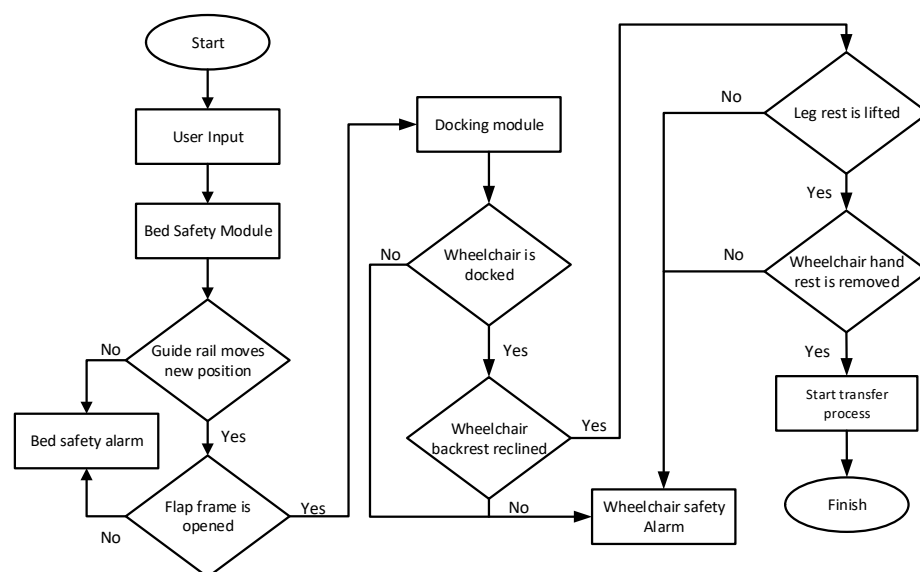 Start
User Input
Bed Safety Module
Guide rail moves
new position
No
Yes
Bed safety alarm
Flap frame is
opened
No
Yes
Docking module
Wheelchair is
docked
No
Yes
Wheelchair
backrest reclined
Yes
No
Wheelchair safety
Alarm
Leg rest is lifted
No
Yes
Wheelchair hand
rest is removed
No
Yes
Start transfer
process
Finish